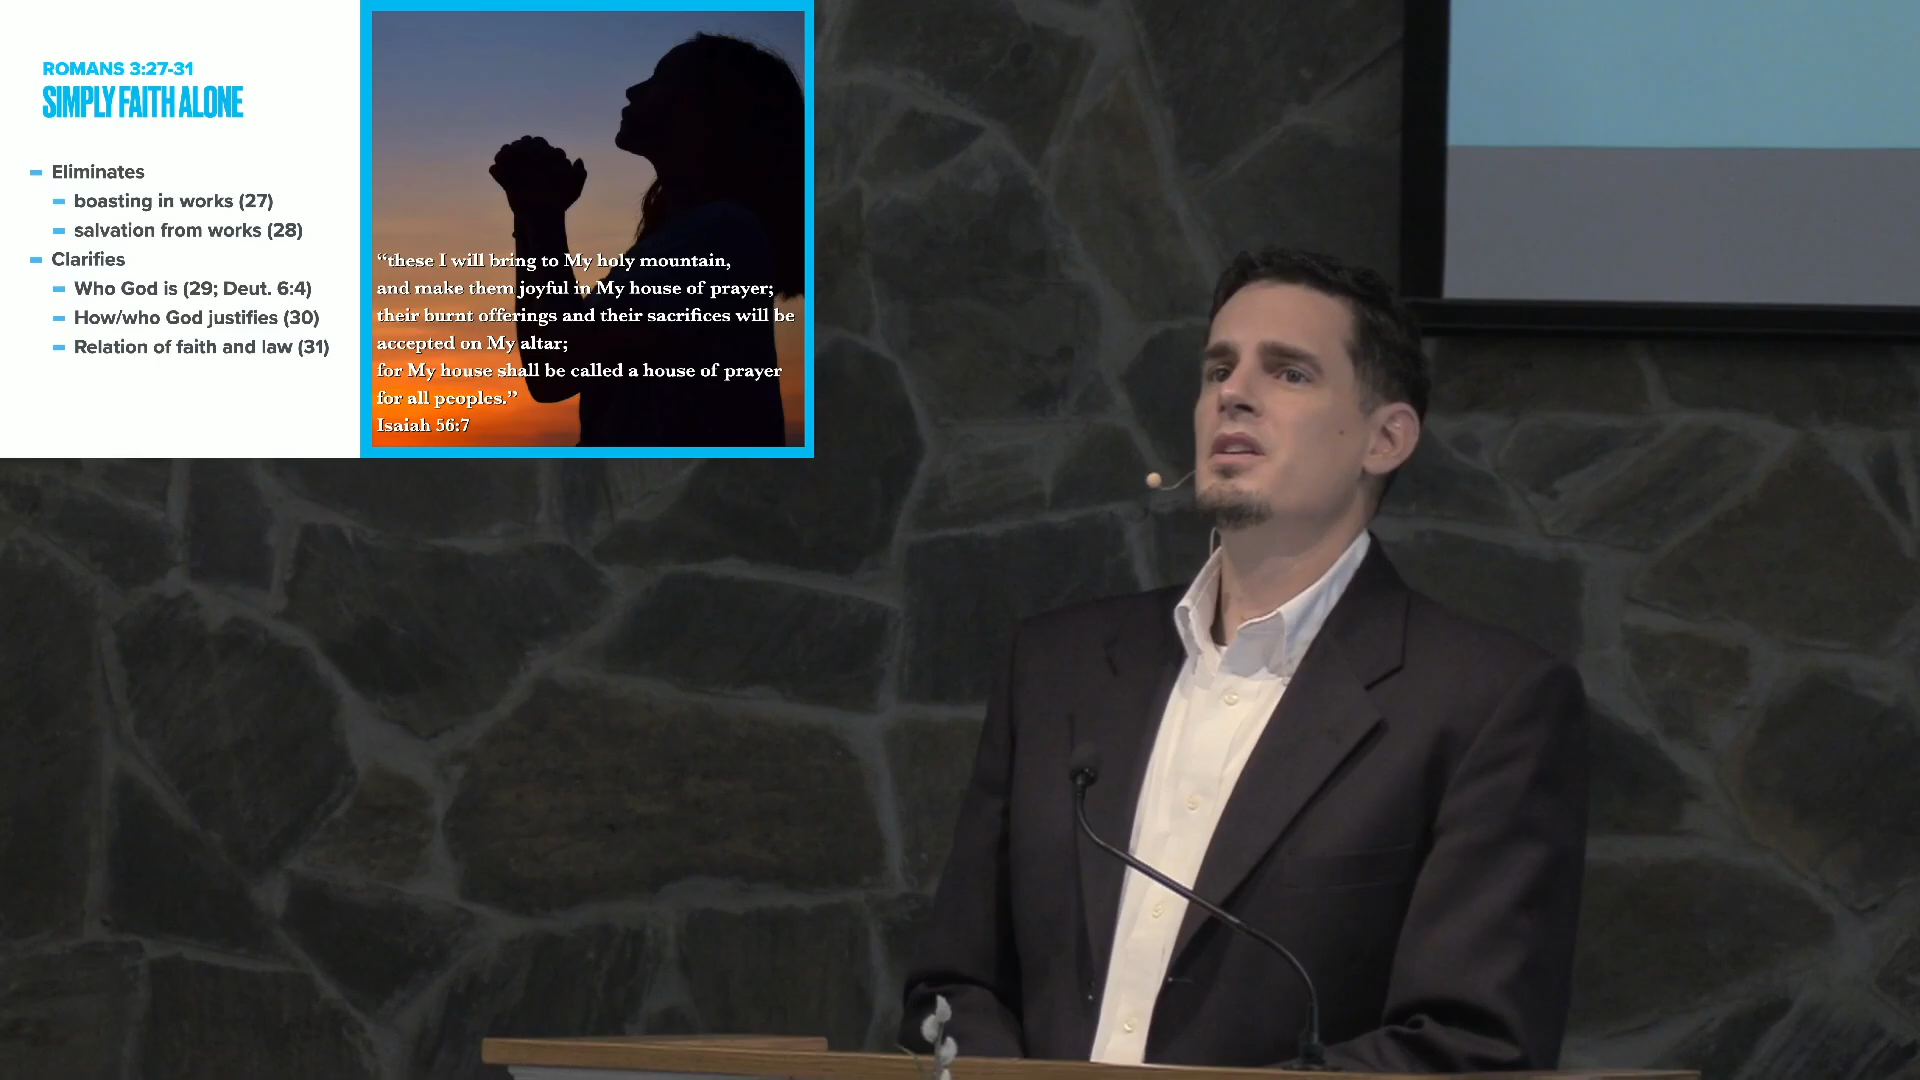 ROMANS 3:27-31
SIMPLY FAITH ALONE
Eliminates
boasting in works (27)
salvation from works (28)
Clarifies
Who God is (29; Deut. 6:4)
How/who God justifies (30)
Relation of faith and law (31)
“these I will bring to My holy mountain,
and make them joyful in My house of prayer;
their burnt offerings and their sacrifices will be
accepted on My altar;
for My house shall be called a house of prayer
for all peoples.”
Isaiah 56:7